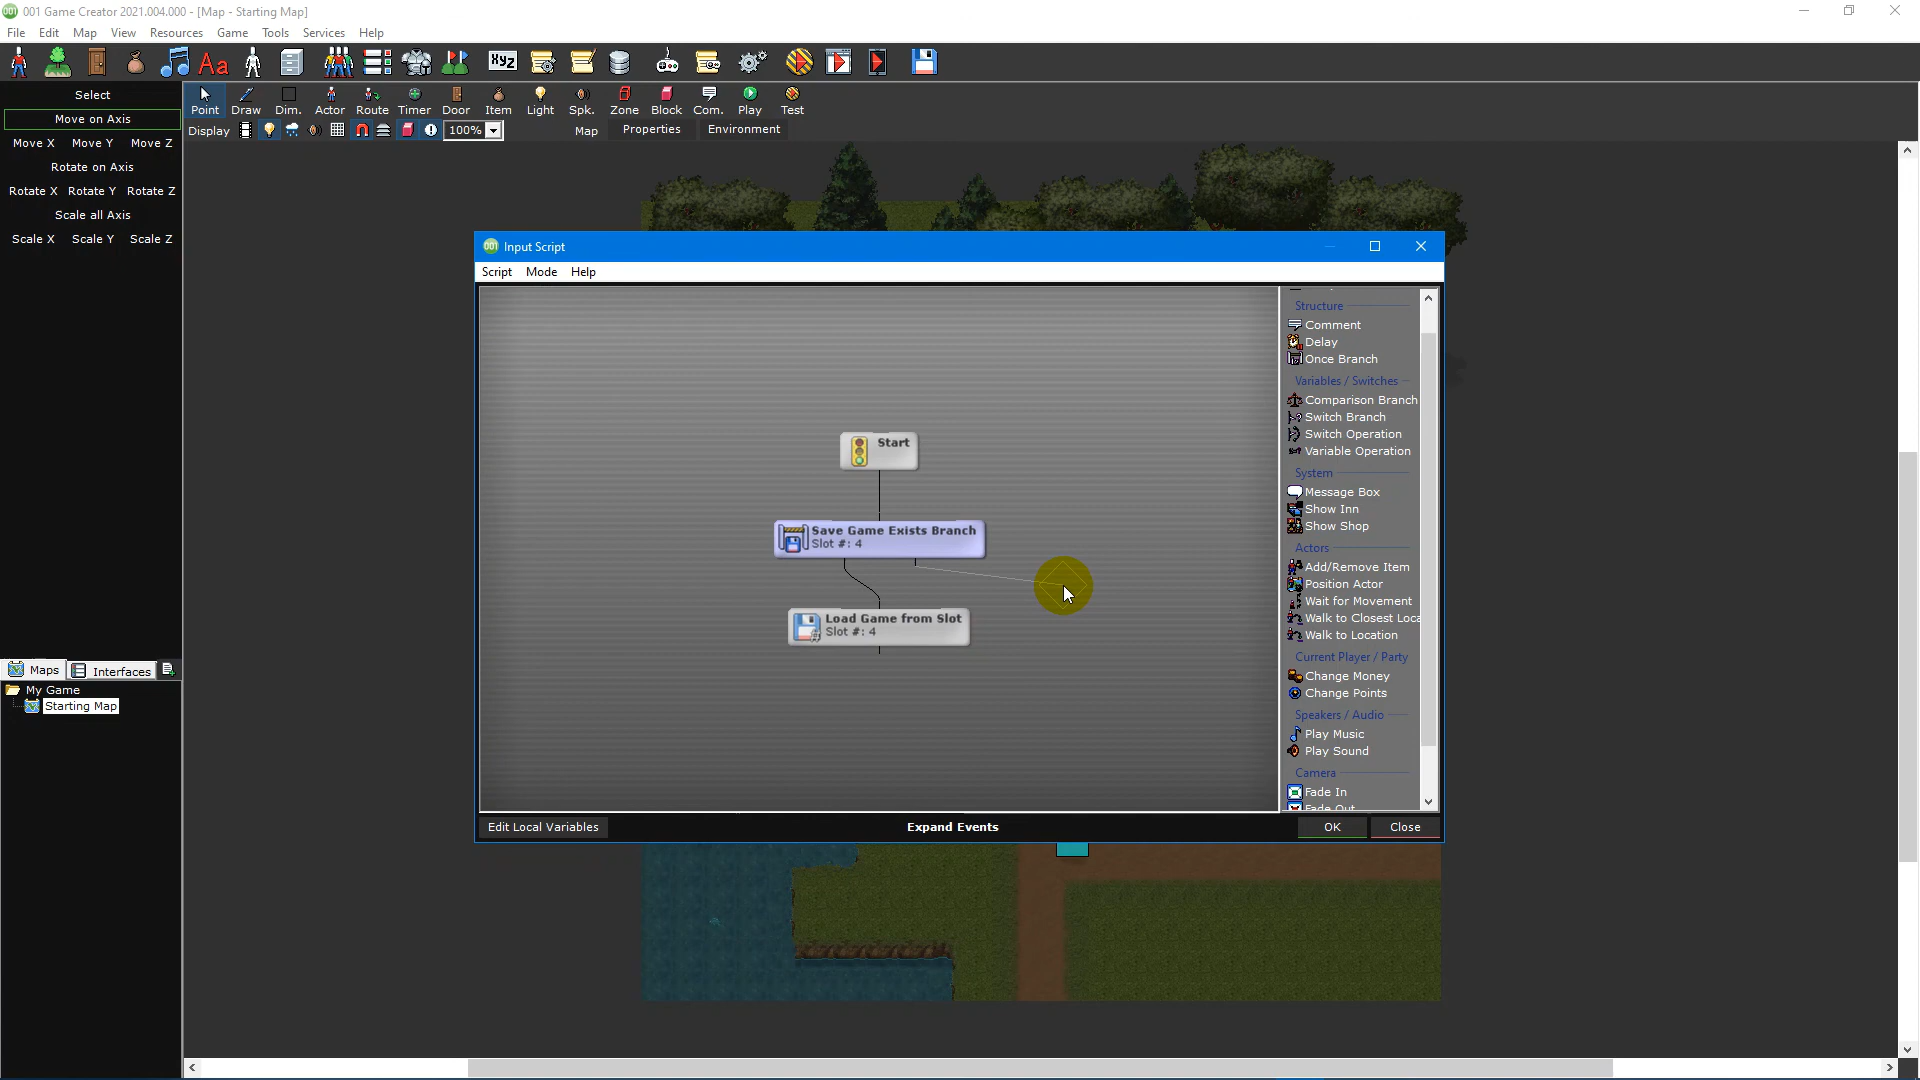 001 Game Creator 2021.004.000 - [Map - Starting Map]
File Edit Map View Resources Game Tools Services Help
Aa
XYZ
Select
Move on Axis
Move X Move Y Move Z
Rotate on Axis
Rotate X Rotate Y Rotate Z
Scale all Axis
Scale X Scale Y Scale Z
Point Draw Dim. Actor Route Timer Door Item Light Spk. Zone Block Com. Play Test
Display 100% Map Properties Environment
001 Input Script
Script Mode Help
Start
Save Game Exists Branch
Slot #: 4
Load Game from Slot
Slot #: 4
Structure
Comment
Delay
Once Branch
Variables / Switches
Comparison Branch
Switch Branch
Switch Operation
Variable Operation
System
Message Box
Show Inn
Show Shop
Actors
Add/Remove Item
Position Actor
Wait for Movement
Walk to Closest Loca
Walk to Location
Current Player / Party
Change Money
Change Points
Speakers / Audio
Play Music
Play Sound
Camera
Fade In
Fade Out
Edit Local Variables Expand Events OK Close
Maps Interfaces
My Game
Starting Map